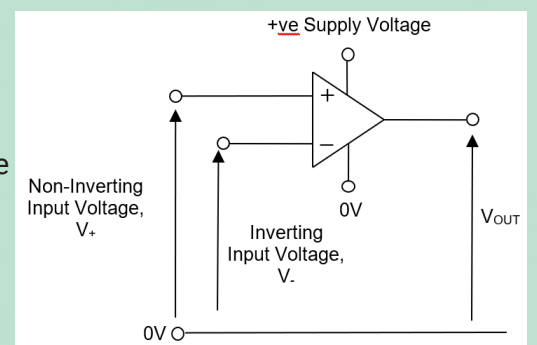 +ve Supply Voltage
+
−
e
Non-Inverting
Input Voltage,
V+
0V
Inverting
Input Voltage,
V-
VOUT
0V